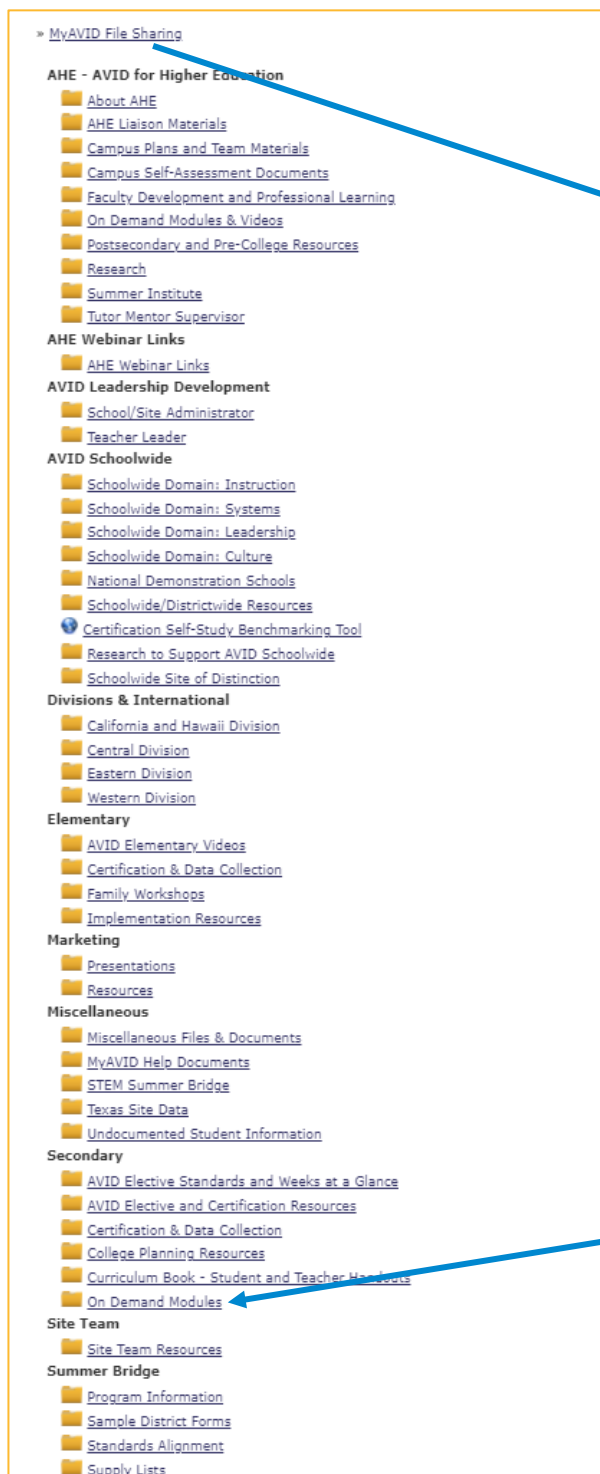 » MyAVID File Sharing
AHE - AVID for Higher Education
About AHE
AHE Liaison Materials
Campus Plans and Team Materials
Campus Self-Assessment Documents
Faculty Development and Professional Learning
On Demand Modules & Videos
Postsecondary and Pre-College Resources
Research
Summer Institute
Tutor Mentor Supervisor
AHE Webinar Links
AHE Webinar Links
AVID Leadership Development
School/Site Administrator
Teacher Leader
AVID Schoolwide
Schoolwide Domain: Instruction
Schoolwide Domain: Systems
Schoolwide Domain: Leadership
Schoolwide Domain: Culture
National Demonstration Schools
Schoolwide/Districtwide Resources
Certification Self-Study Benchmarking Tool
Research to Support AVID Schoolwide
Schoolwide Site of Distinction
Divisions & International
California and Hawaii Division
Central Division
Eastern Division
Western Division
Elementary
AVID Elementary Videos
Certification & Data Collection
Family Workshops
Implementation Resources
Marketing
Presentations
Resources
Miscellaneous
Miscellaneous Files & Documents
MyAVID Help Documents
STEM Summer Bridge
Texas Site Data
Undocumented Student Information
Secondary
AVID Elective Standards and Weeks at a Glance
AVID Elective and Certification Resources
Certification & Data Collection
College Planning Resources
Curriculum Book - Student and Teacher Handouts
On Demand Modules
Site Team
Site Team Resources
Summer Bridge
Program Information
Sample District Forms
Standards Alignment
Supply Lists